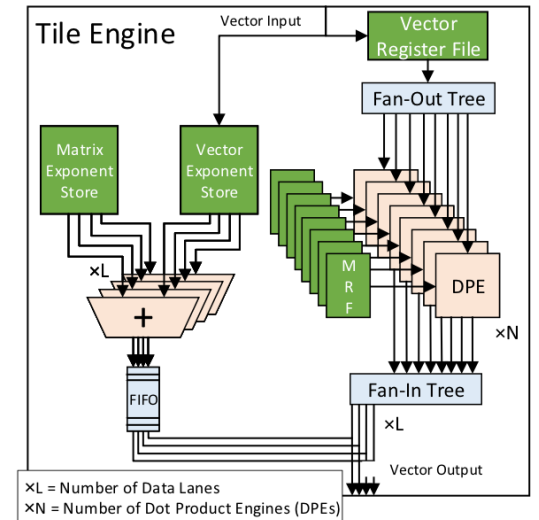 Tile Engine
Vector Input
Vector
Register File
Fan-Out Tree
Matrix
Exponent
Store
Vector
Exponent
Store
×L
+
M
R
F
DPE
×N
FIFO
Fan-In Tree
×L
Vector Output
×L = Number of Data Lanes
×N = Number of Dot Product Engines (DPEs)